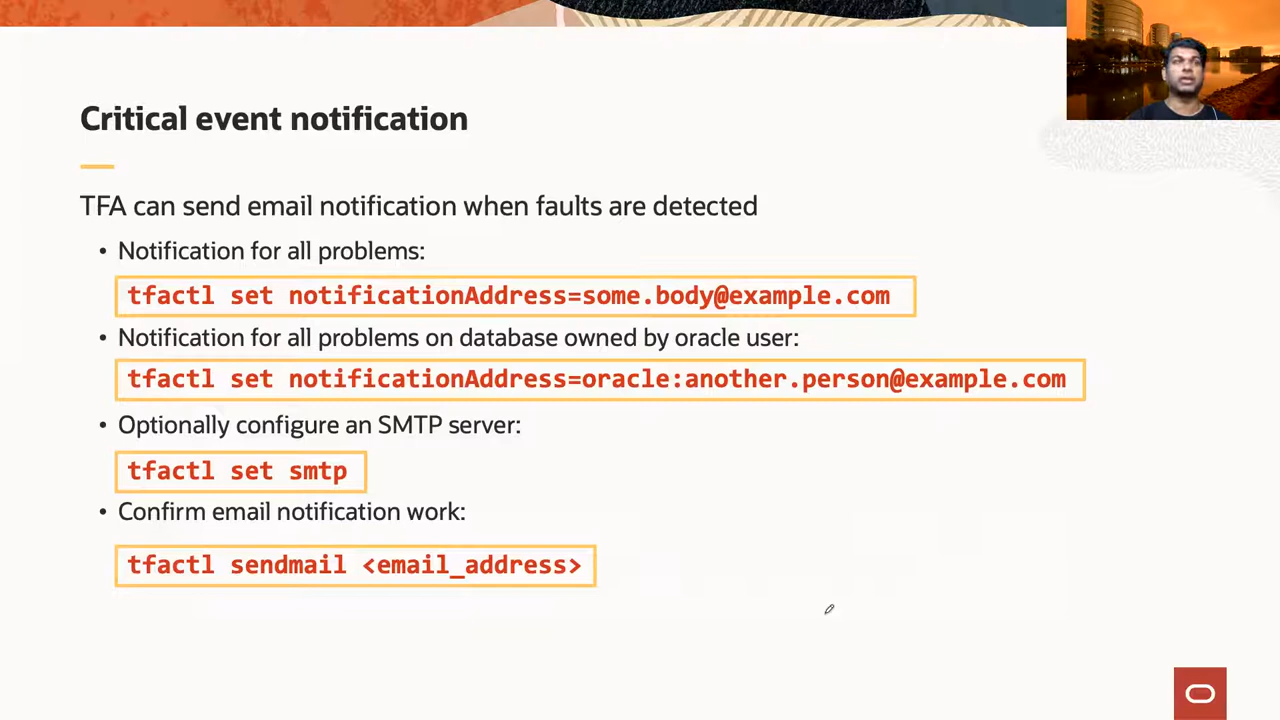 Critical event notification
TFA can send email notification when faults are detected
• Notification for all problems:
tfactl set notificationAddress=some.body@example.com
• Notification for all problems on database owned by oracle user:
tfactl set notificationAddress=oracle:another.person@example.com
• Optionally configure an SMTP server:
tfactl set smtp
• Confirm email notification work:
tfactl sendmail <email_address>